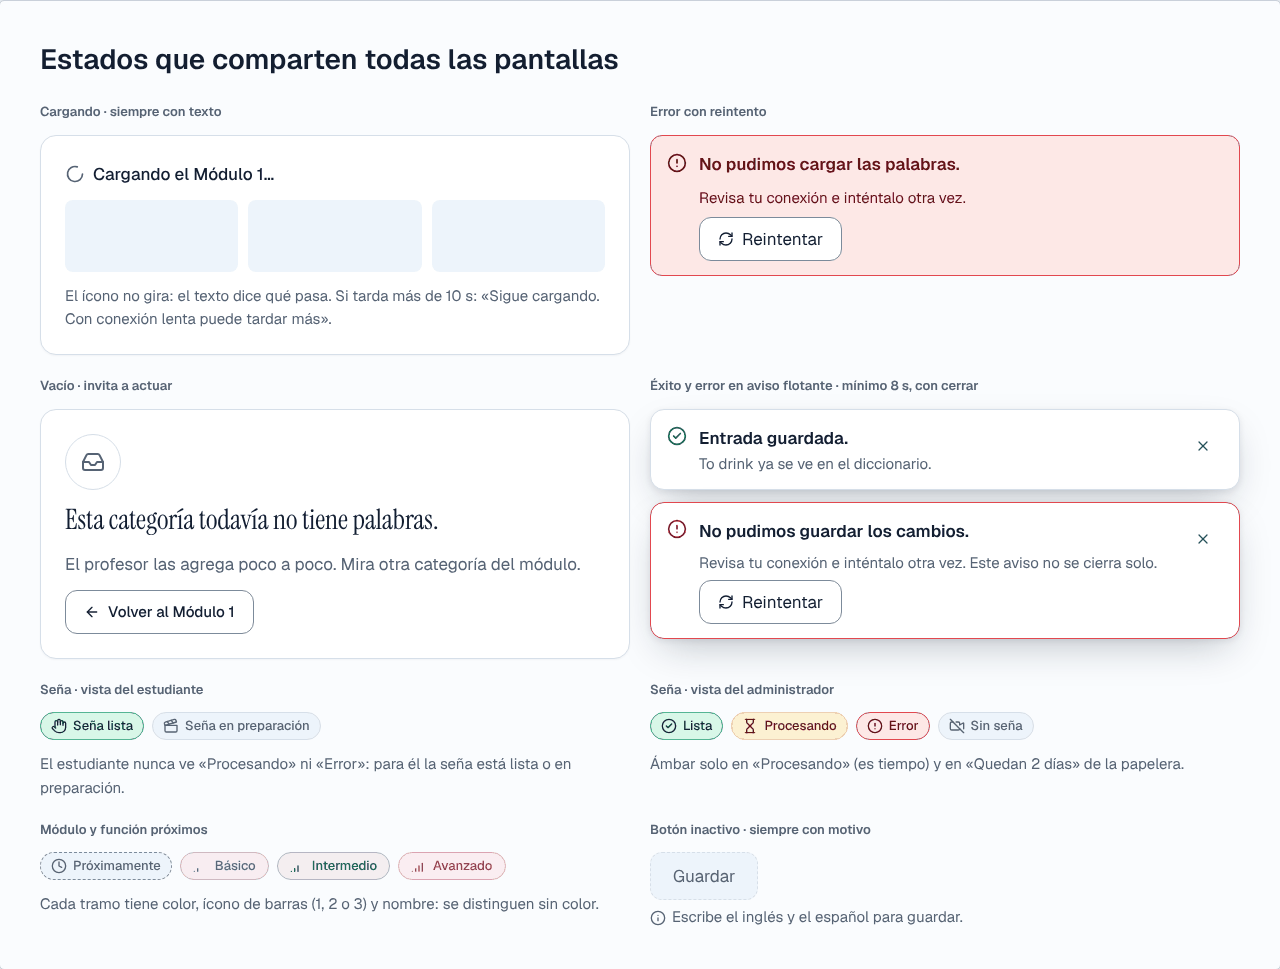 Estados que comparten todas las pantallas
Cargando · siempre con texto
Cargando el Módulo 1...
El ícono no gira: el texto dice qué pasa. Si tarda más de 10 s: «Sigue cargando.
Con conexión lenta puede tardar más».
Error con reintento
No pudimos cargar las palabras.
Revisa tu conexión e inténtalo otra vez.
Reintentar
Vacío · invita a actuar
Esta categoría todavía no tiene palabras.
El profesor las agrega poco a poco. Mira otra categoría del módulo.
Volver al Módulo 1
Éxito y error en aviso flotante · mínimo 8 s, con cerrar
Entrada guardada.
To drink ya se ve en el diccionario.
No pudimos guardar los cambios.
Revisa tu conexión e inténtalo otra vez. Este aviso no se cierra solo.
Reintentar
Seña · vista del estudiante
Seña lista
Seña en preparación
El estudiante nunca ve «Procesando» ni «Error»: para él la seña está lista o en
preparación.
Seña · vista del administrador
Lista
Procesando
Error
Sin seña
Ámbar solo en «Procesando» (es tiempo) y en «Quedan 2 días» de la papelera.
Módulo y función próximos
Próximamente
Básico
Intermedio
Avanzado
Cada tramo tiene color, ícono de barras (1, 2 o 3) y nombre: se distinguen sin color.
Botón inactivo · siempre con motivo
Guardar
Escribe el inglés y el español para guardar.